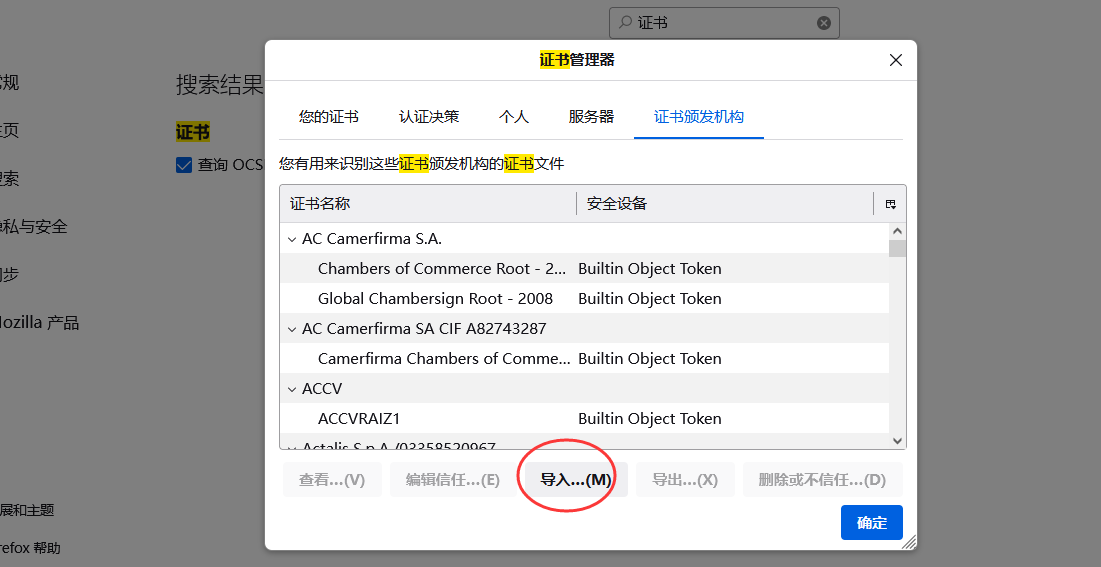 证书
证书管理器
常规
搜索结果
您的证书 认证决策 个人 服务器 证书颁发机构
主页
证书
查询 OCS
您有用来识别这些证书颁发机构的证书文件
搜索
证书名称 安全设备
隐私与安全
AC Camerfirma S.A.
Chambers of Commerce Root - 2... Builtin Object Token
同步
Global Chambersign Root - 2008 Builtin Object Token
Mozilla 产品
AC Camerfirma SA CIF A82743287
Camerfirma Chambers of Comme... Builtin Object Token
ACCV
ACCVRAIZ1 Builtin Object Token
Actalis S.p.A./03358520967
查看...(V) 编辑信任...(E) 导入...(M) 导出...(X) 删除或不信任...(D)
展和主题
确定
refox 帮助